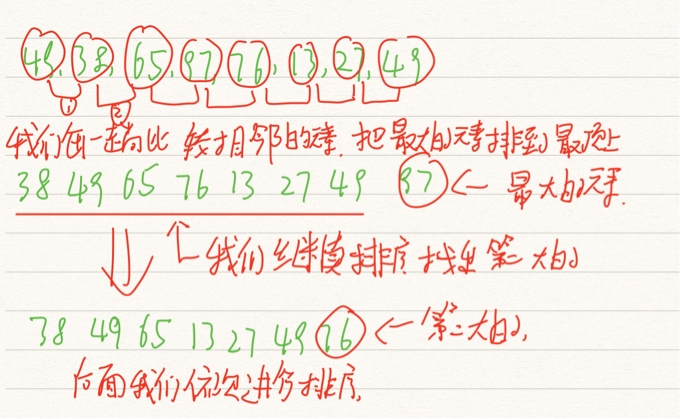 49, 38, 65, 97, 76, 13, 27, 49
① ②
我们每一趟向比较相邻的元素. 把最大的元素排到最顶上
38 49 65 76 13 27 49 97 ← 最大的元素.
我们继续排序找出第二大的
38 49 65 13 27 49 76 ← 第二大的,
后面我们依次进行排序,